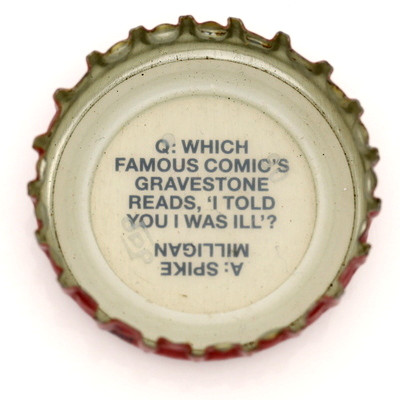 Q: WHICH
FAMOUS COMIC'S
GRAVESTONE
READS, 'I TOLD
YOU I WAS ILL'?
A: SPIKE
MILLIGAN